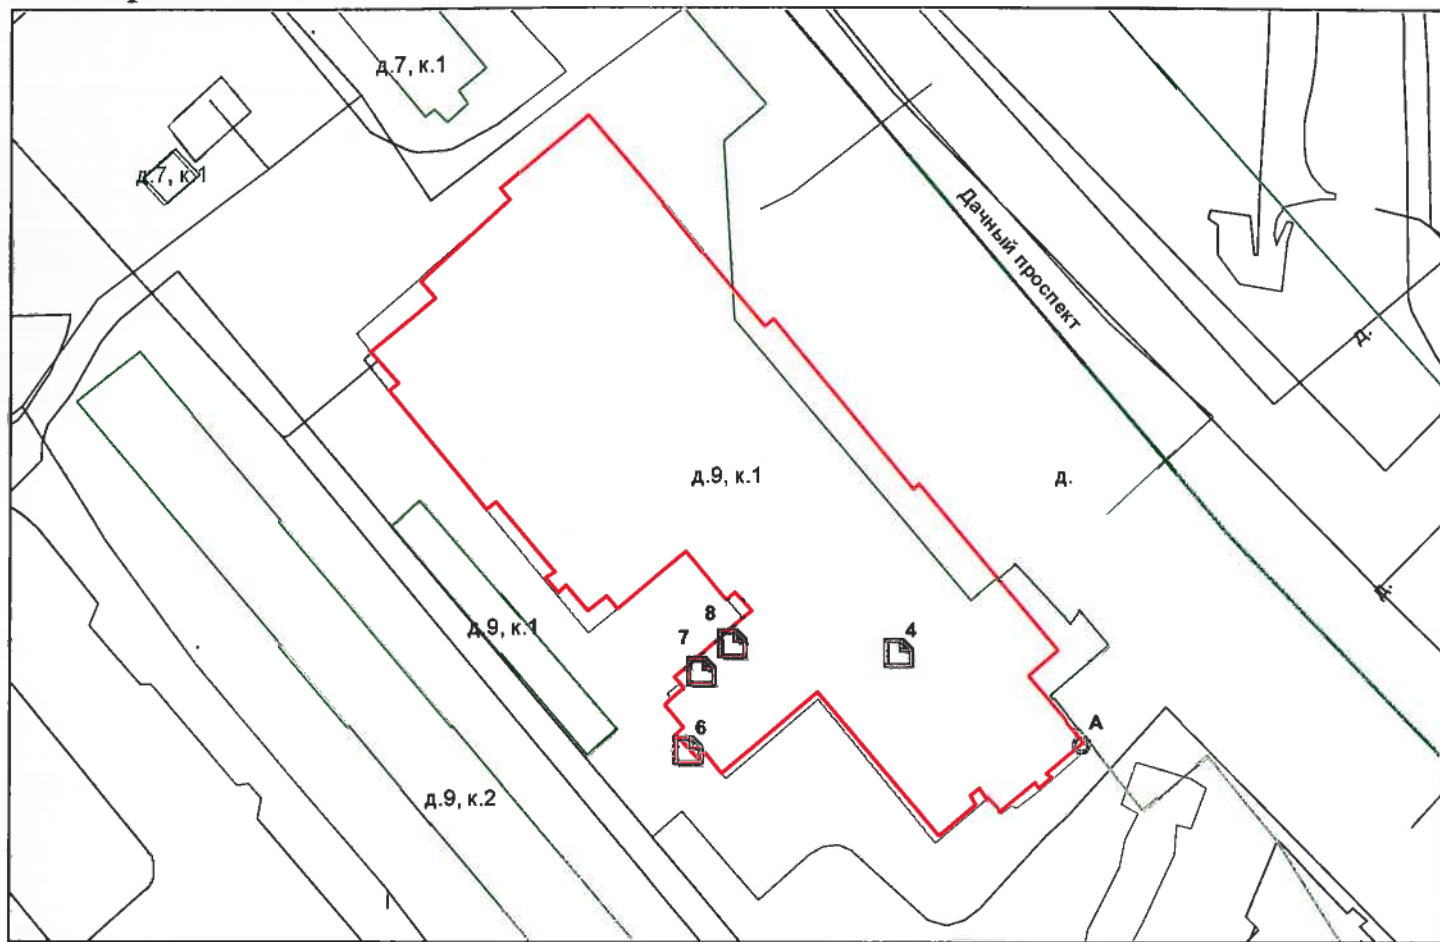 д.7, к.1
д.7, к.1
Дачный проспект
д.
д.9, к.1
д.
д.
8
д.9, к.1
7
4
6
А
д.9, к.2